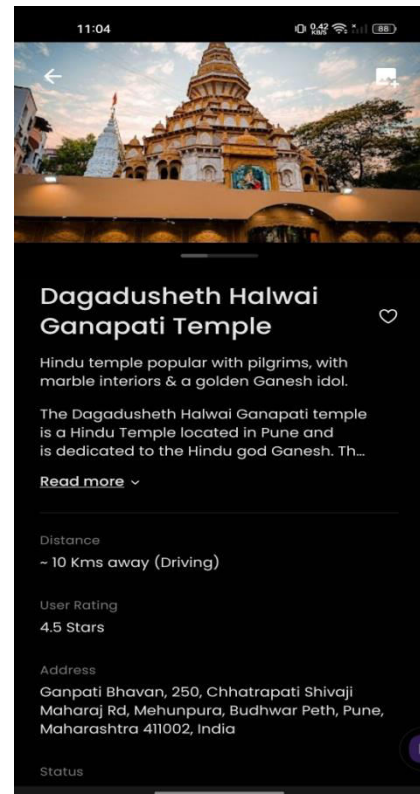 11:04
0.42
KB/S
88
Dagadusheth Halwai
Ganapati Temple
Hindu temple popular with pilgrims, with
marble interiors & a golden Ganesh idol.
The Dagadusheth Halwai Ganapati temple
is a Hindu Temple located in Pune and
is dedicated to the Hindu god Ganesh. Th...
Read more
Distance
~ 10 Kms away (Driving)
User Rating
4.5 Stars
Address
Ganpati Bhavan, 250, Chhatrapati Shivaji
Maharaj Rd, Mehunpura, Budhwar Peth, Pune,
Maharashtra 411002, India
Status